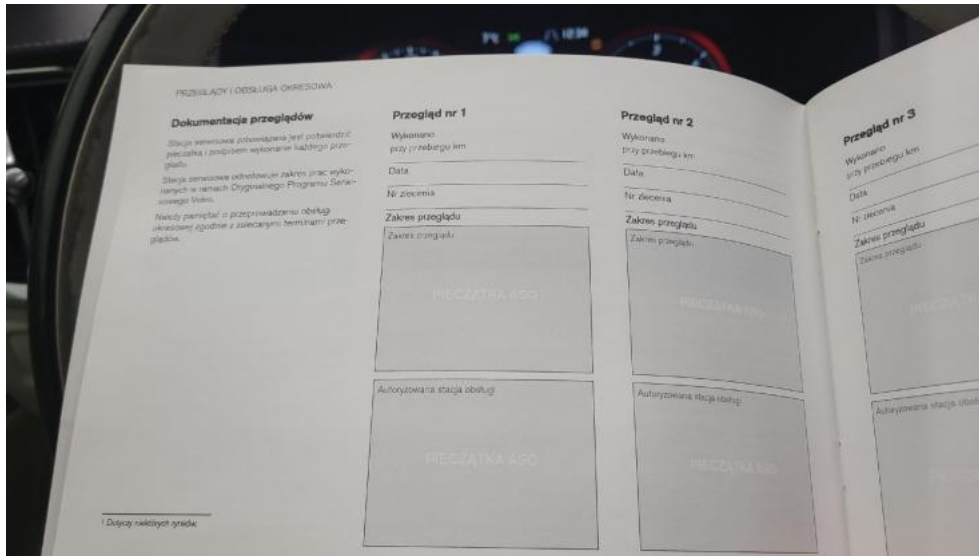 PRZEGLĄDY I OBSŁUGA OKRESOWA
Dokumentacja przeglądów
Stacja serwisowa zobowiązana jest potwierdzić
pieczątką i podpisem wykonanie każdego prze-
glądu.
Stacja serwisowa odnotowuje zakres prac wyko-
nanych w ramach Oryginalnego Programu Serwi-
sowego Volvo.
Należy pamiętać o przeprowadzaniu obsługi
okresowej zgodnie z zalecanymi terminami prze-
glądów.
1 Dotyczy niektórych rynków.
Przegląd nr 1
Wykonano
przy przebiegu km
Data
Nr zlecenia
Zakres przeglądu
Zakres przeglądu
PIECZĄTKA ASO
Autoryzowana stacja obsługi
PIECZĄTKA ASO
Przegląd nr 2
Wykonano
przy przebiegu km
Data
Nr zlecenia
Zakres przeglądu
Zakres przeglądu
PIECZĄTKA ASO
Autoryzowana stacja obsługi
PIECZĄTKA ASO
Przegląd nr 3
Wykonano
przy przebiegu km
Data
Nr zlecenia
Zakres przeglądu
Zakres przeglądu
Autoryzowana stacja